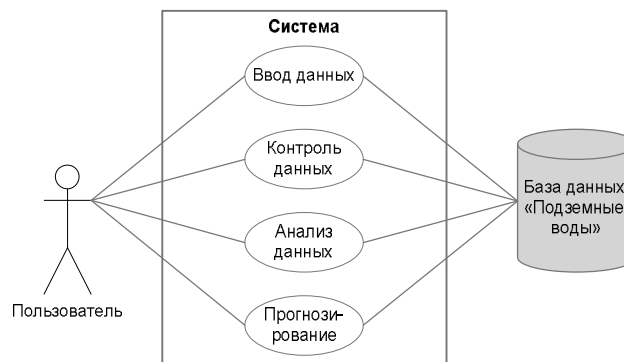 Система
Ввод данных
Контроль
данных
Анализ
данных
Прогнози-
рование
Пользователь
База данных
«Подземные
воды»